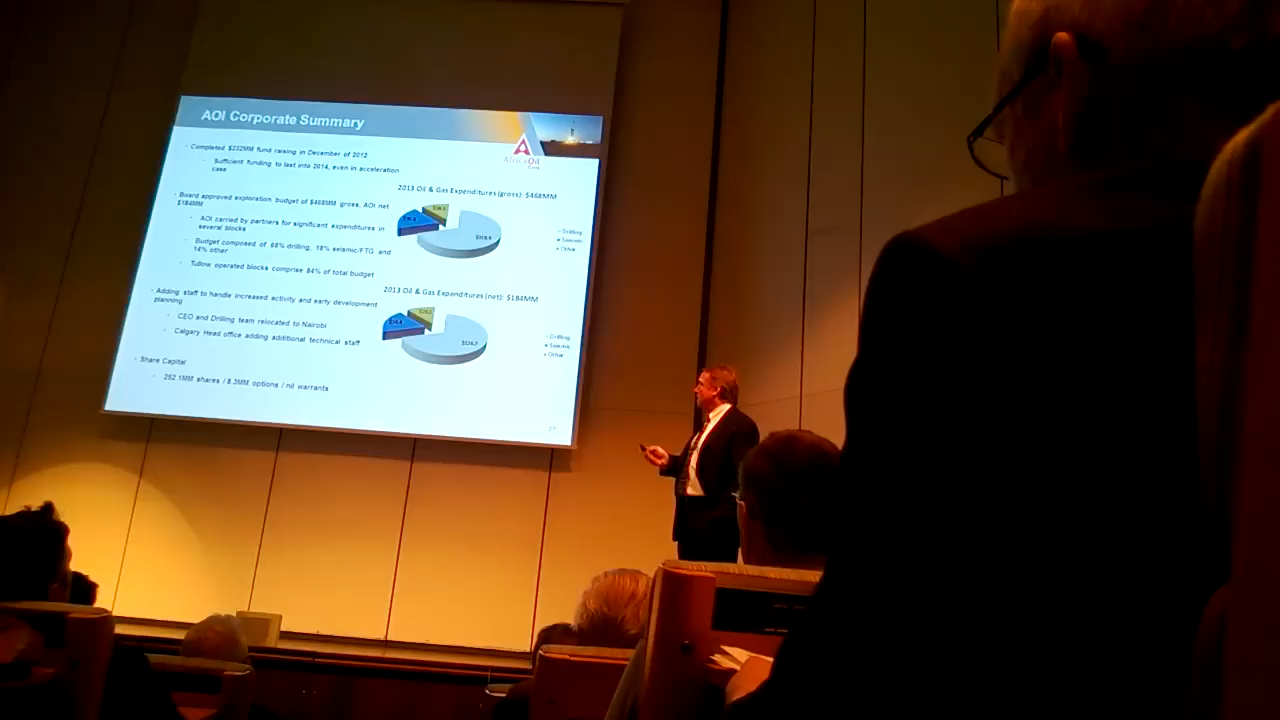 AOI Corporate Summary
AfricaOil
Completed $232MM fund raising in December of 2012
Sufficient funding to last into 2014, even in acceleration
case
Board approved exploration budget of $468MM gross, AOI net
$184MM
AOI carried by partners for significant expenditures in
several blocks
Budget composed of 68% drilling, 18% seismic/FTG and
14% other
Tullow operated blocks comprise 84% of total budget
Adding staff to handle increased activity and early development
planning
CEO and Drilling team relocated to Nairobi
Calgary Head office adding additional technical staff
Share Capital
252.1MM shares / 8.3MM options / nil warrants
2013 Oil & Gas Expenditures (gross): $468MM
Drilling
Seismic
Other
2013 Oil & Gas Expenditures (net): $184MM
Drilling
Seismic
Other
27